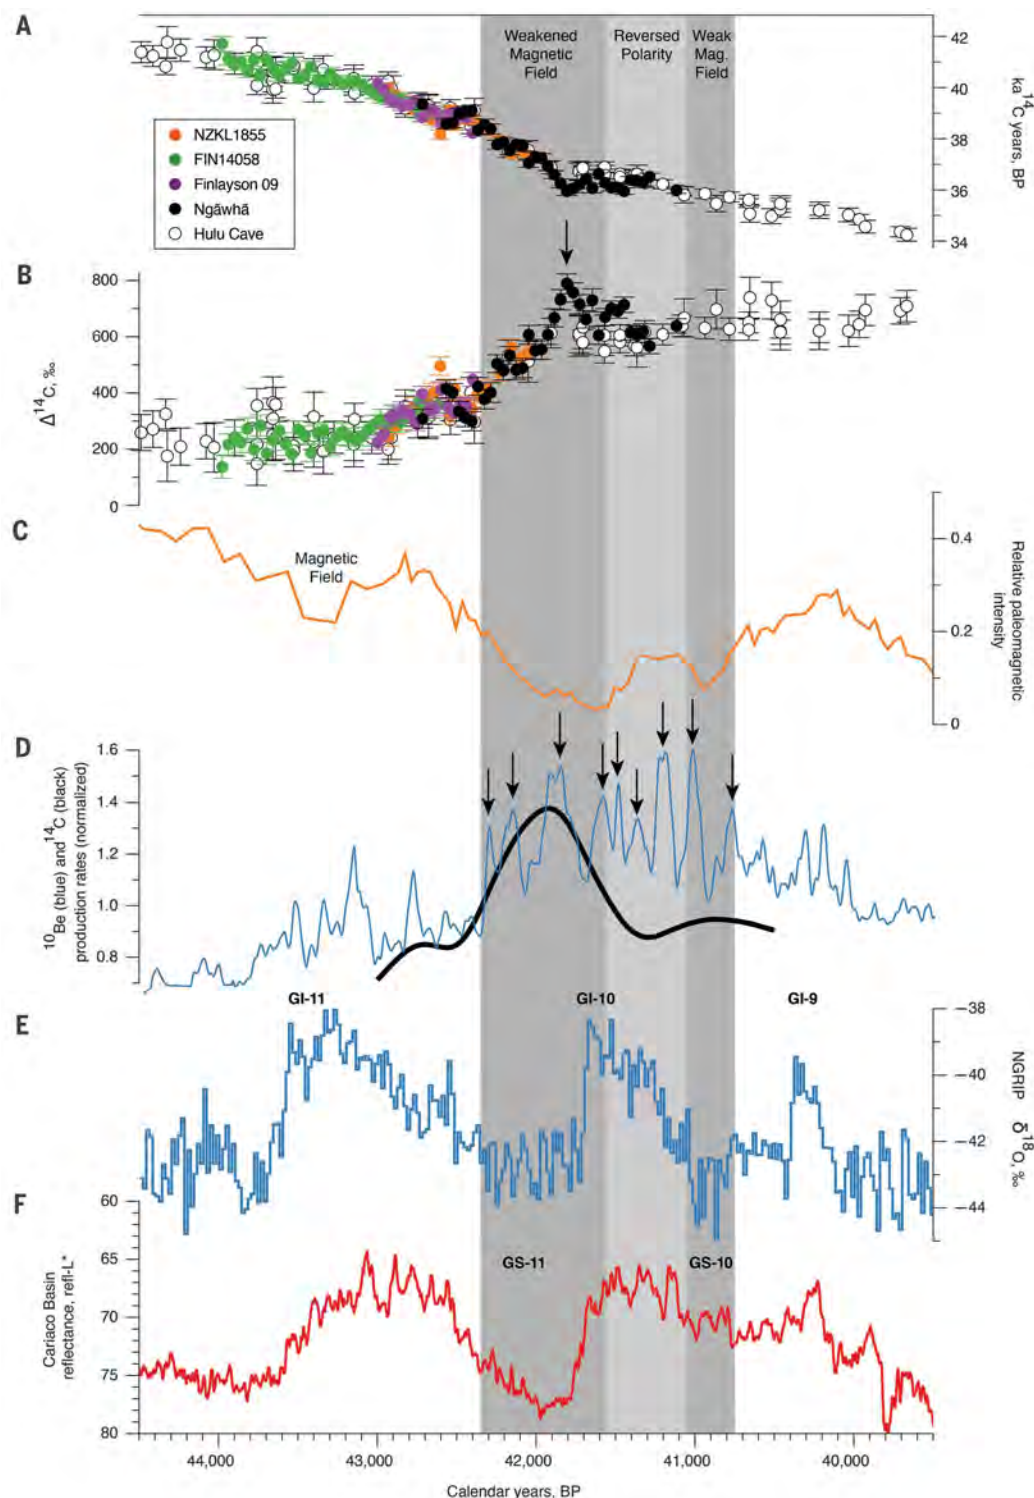 A
Weakened
Magnetic
Field
Reversed
Polarity
Weak
Mag.
Field
42
40
38
36
34
ka 14C years, BP
NZKL1855
FIN14058
Finlayson 09
Ngāwhā
Hulu Cave
B
800
600
400
200
0
Δ14C, ‰
C
Magnetic
Field
0.4
0.2
0
Relative paleomagnetic
intensity
D
1.6
1.4
1.2
1.0
0.8
10Be (blue) and 14C (black)
production rates (normalized)
GI-11
GI-10
GI-9
E
–38
–40
–42
–44
NGRIP δ18O, ‰
F
60
65
70
75
80
Cariaco Basin
reflectance, refl-L*
GS-11
GS-10
44,000
43,000
42,000
41,000
40,000
Calendar years, BP